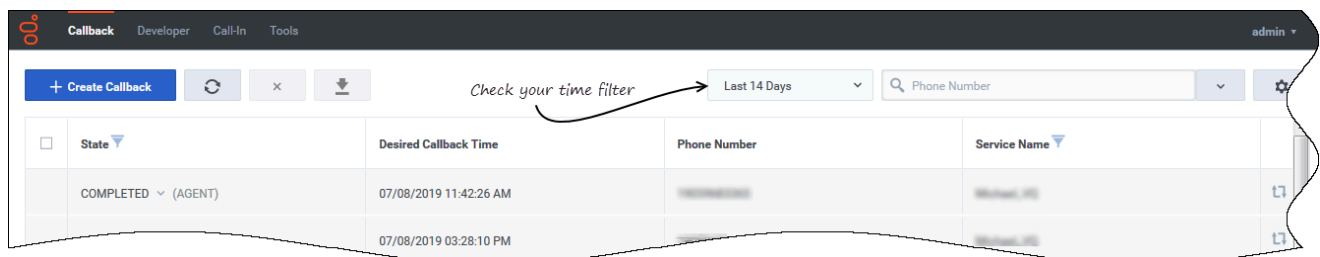 Callback Developer Call-In Tools admin
+ Create Callback Check your time filter Last 14 Days Phone Number
State Desired Callback Time Phone Number Service Name
COMPLETED (AGENT) 07/08/2019 11:42:26 AM
07/08/2019 03:28:10 PM